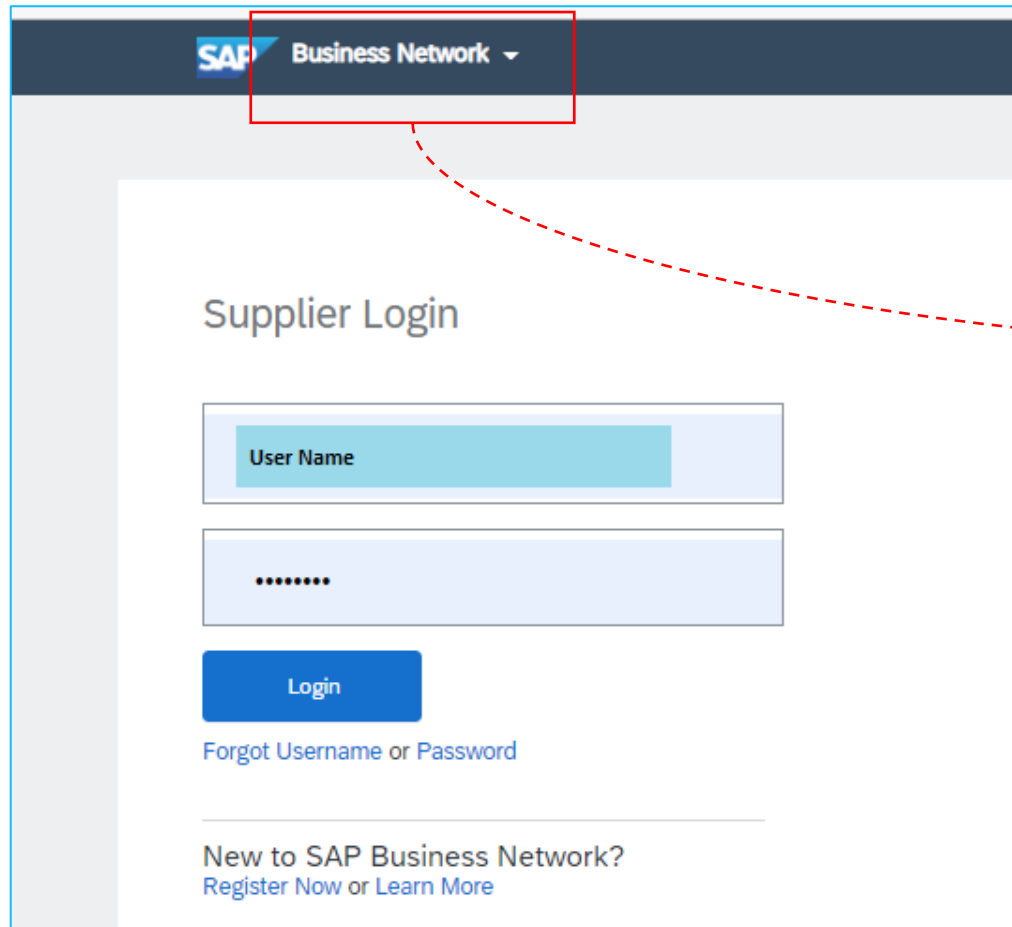 SAP Business Network
Supplier Login
User Name
••••••••
Login
Forgot Username or Password
New to SAP Business Network?
Register Now or Learn More